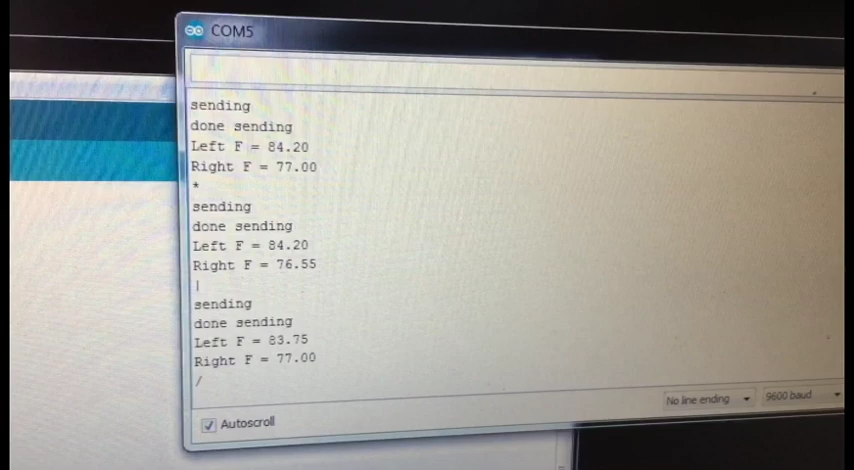 COM5
sending
done sending
Left F = 84.20
Right F = 77.00
*
sending
done sending
Left F = 84.20
Right F = 76.55
|
sending
done sending
Left F = 83.75
Right F = 77.00
/
No line ending
9600 baud
Autoscroll